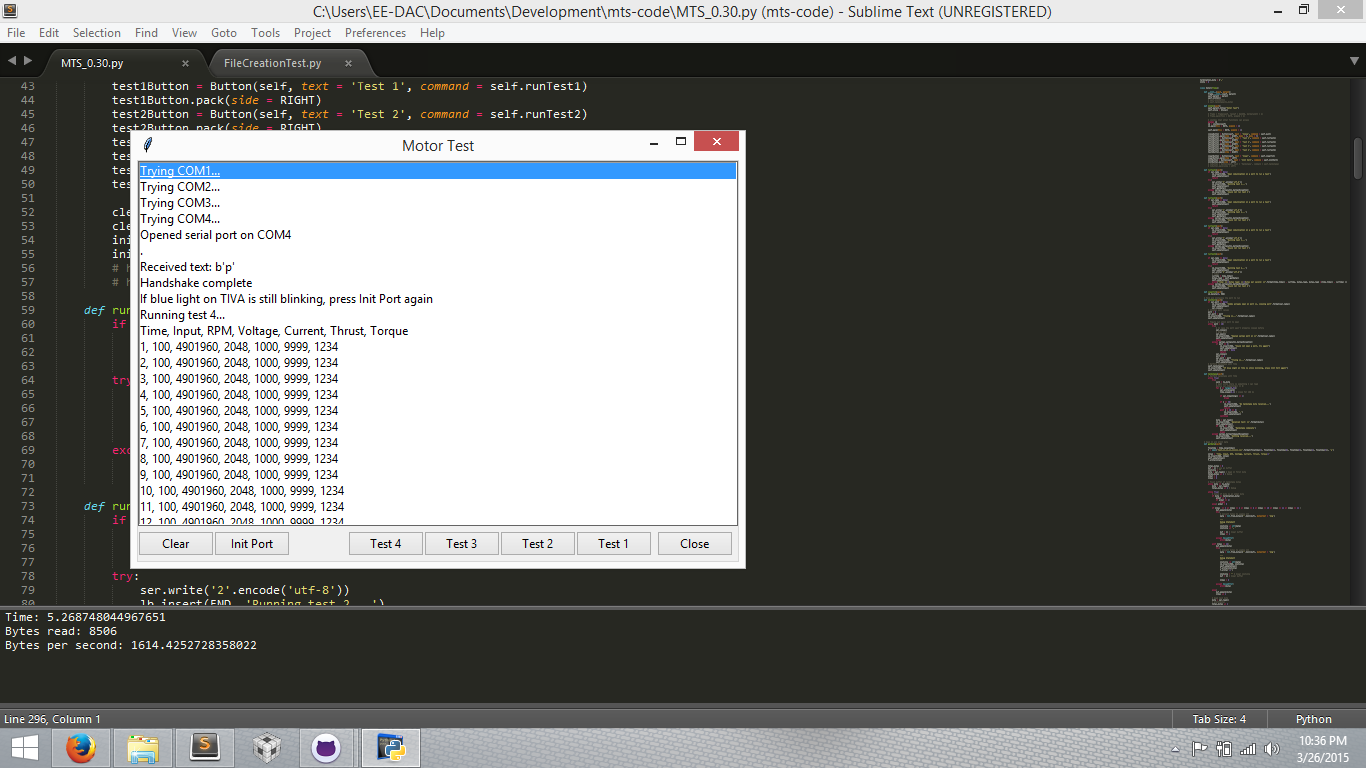 C:\Users\EE-DAC\Documents\Development\mts-code\MTS_0.30.py (mts-code) - Sublime Text (UNREGISTERED)
File Edit Selection Find View Goto Tools Project Preferences Help
MTS_0.30.py × FileCreationTest.py ×
43 test1Button = Button(self, text = 'Test 1', command = self.runTest1)
44 test1Button.pack(side = RIGHT)
45 test2Button = Button(self, text = 'Test 2', command = self.runTest2)
46 test2Button.pack(side = RIGHT)
47 te
48 te
49 te
50 te
51
52 cle
53 cle
54 ini
55 ini
56 #
57 #
58
59 def run
60 if
61
62
63
64 try
65
66
67
68
69 exc
70
71
72
73 def run
74 if
75
76
77
78 try:
79 ser.write('2'.encode('utf-8'))
80 lb.insert(END, 'Running test 2...')
Motor Test
Trying COM1...
Trying COM2...
Trying COM3...
Trying COM4...
Opened serial port on COM4
.
Received text: b'p'
Handshake complete
If blue light on TIVA is still blinking, press Init Port again
Running test 4...
Time, Input, RPM, Voltage, Current, Thrust, Torque
1, 100, 4901960, 2048, 1000, 9999, 1234
2, 100, 4901960, 2048, 1000, 9999, 1234
3, 100, 4901960, 2048, 1000, 9999, 1234
4, 100, 4901960, 2048, 1000, 9999, 1234
5, 100, 4901960, 2048, 1000, 9999, 1234
6, 100, 4901960, 2048, 1000, 9999, 1234
7, 100, 4901960, 2048, 1000, 9999, 1234
8, 100, 4901960, 2048, 1000, 9999, 1234
9, 100, 4901960, 2048, 1000, 9999, 1234
10, 100, 4901960, 2048, 1000, 9999, 1234
11, 100, 4901960, 2048, 1000, 9999, 1234
12, 100, 4901960, 2048, 1000, 9999, 1234
Clear Init Port Test 4 Test 3 Test 2 Test 1 Close
Time: 5.268748044967651
Bytes read: 8506
Bytes per second: 1614.4252728358022
Line 296, Column 1 Tab Size: 4 Python
10:36 PM
3/26/2015